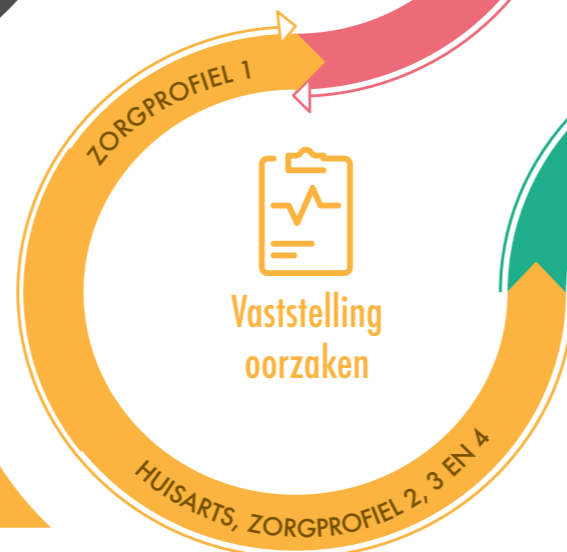 ZORGPROFIEL 1
Vaststelling
oorzaken
HUISARTS, ZORGPROFIEL 2, 3 EN 4